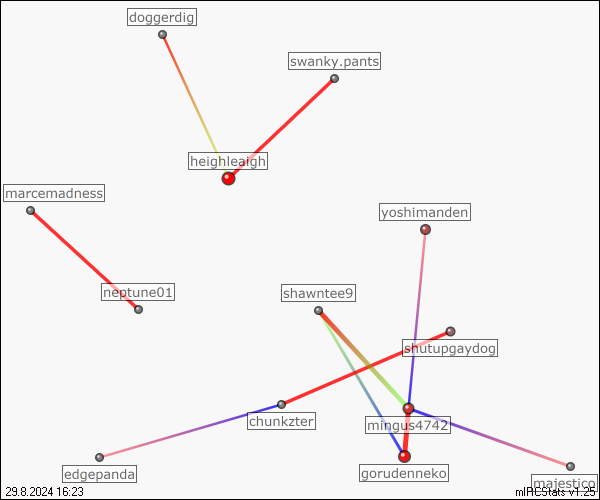 doggerdig
swanky.pants
heighleaigh
marcemadness
yoshimanden
neptune01
shawntee9
shutupgaydog
chunkzter
mingus4742
edgepanda
gorudenneko
majestico
29.8.2024 16:23
mIRCStats v1.25